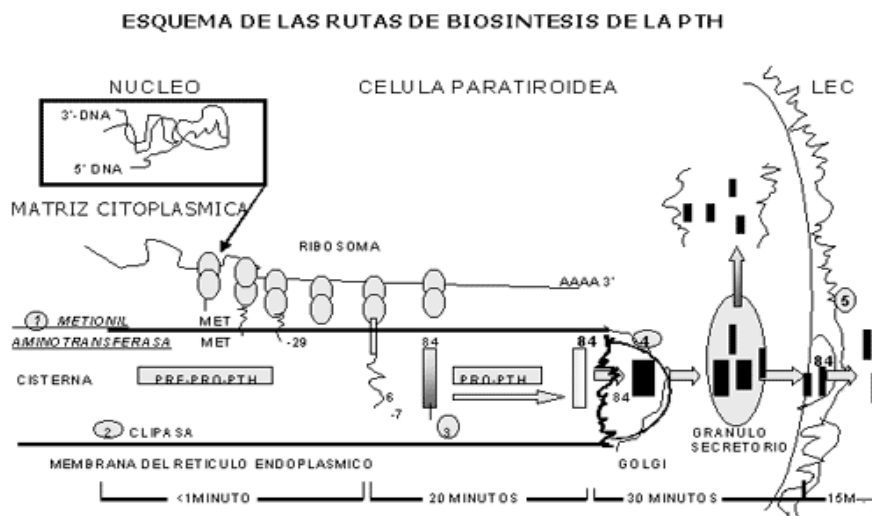 ESQUEMA DE LAS RUTAS DE BIOSINTESIS DE LA PTH
NUCLEO
CELULA PARATIROIDEA
LEC
3'-DNA
5' DNA
MATRIZ CITOPLASMICA
RIBOSOMA
AAAA 3'
5
1 METIONIL
AMINOTRANSFERASA
MET
MET
-29
84
84
4
CISTERNA
PRE-PRO-PTH
PRO-PTH
6
-7
84
84
2 CLIPASA
3
GOLGI
GRANULO
SECRETORIO
MEMBRANA DEL RETICULO ENDOPLASMICO
<1MINUTO
20 MINUTOS
30 MINUTOS
15M